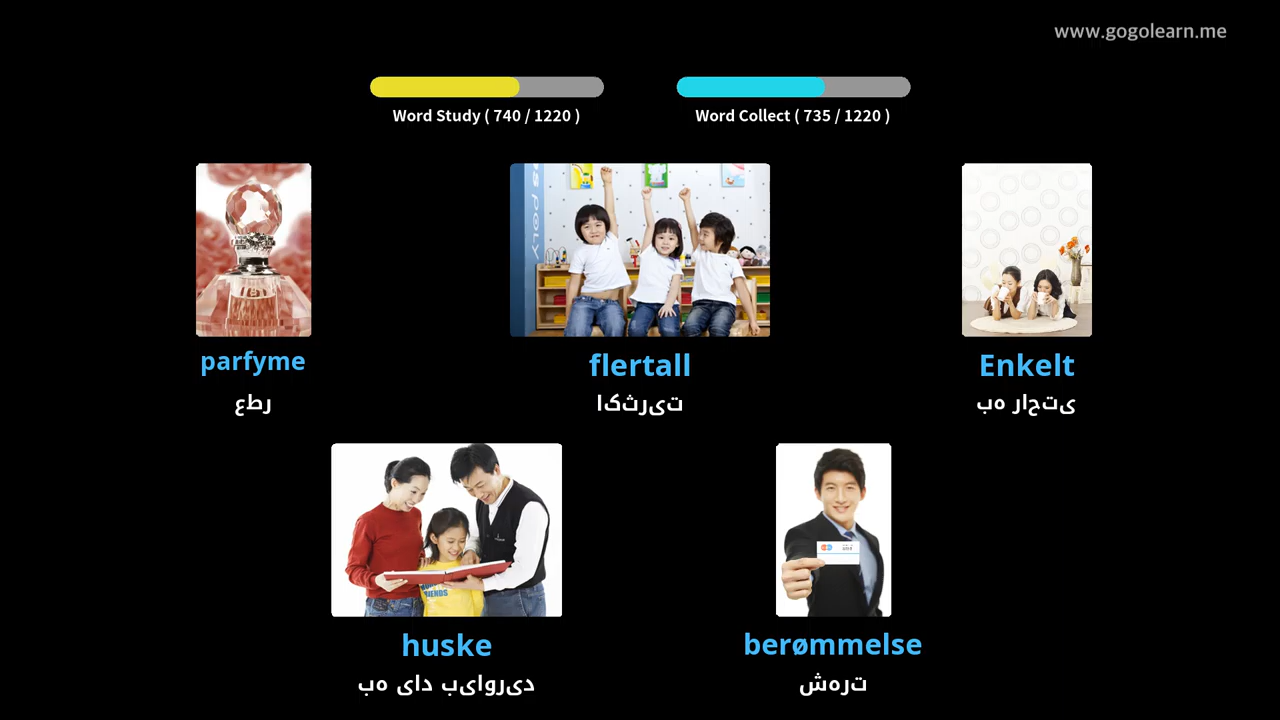 www.gogolearn.me
Word Study ( 740 / 1220 )
Word Collect ( 735 / 1220 )
parfyme
عطر
flertall
اکثریت
Enkelt
به راحتی
huske
به یاد بیاورید
berømmelse
شهرت